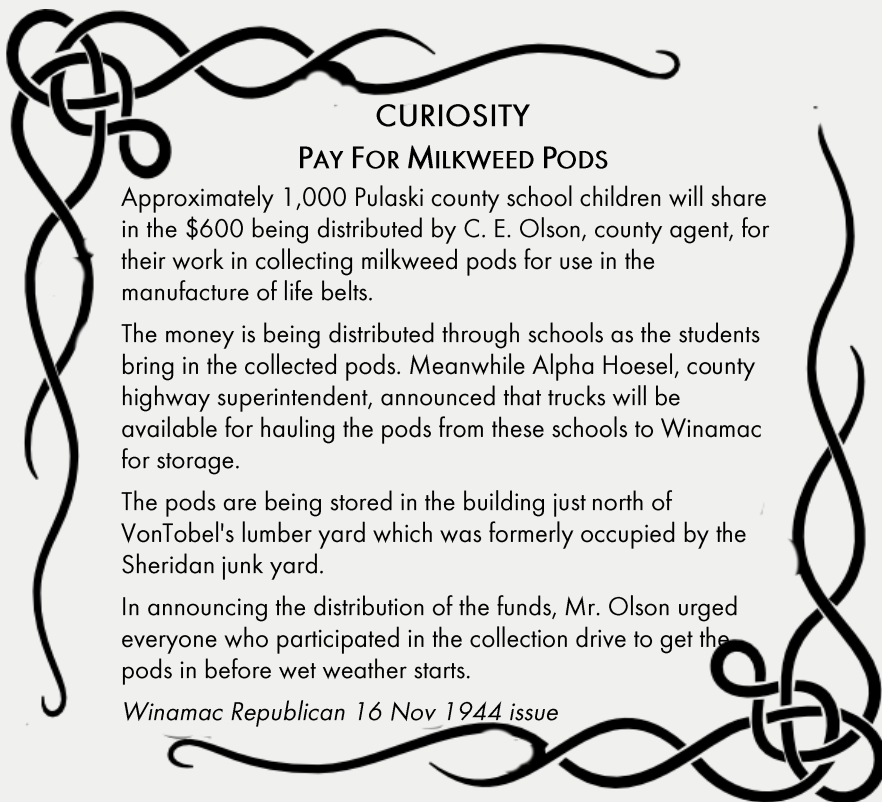 CURIOSITY
PAY FOR MILKWEED PODS
Approximately 1,000 Pulaski county school children will share
in the $600 being distributed by C. E. Olson, county agent, for
their work in collecting milkweed pods for use in the
manufacture of life belts.
The money is being distributed through schools as the students
bring in the collected pods. Meanwhile Alpha Hoesel, county
highway superintendent, announced that trucks will be
available for hauling the pods from these schools to Winamac
for storage.
The pods are being stored in the building just north of
VonTobel's lumber yard which was formerly occupied by the
Sheridan junk yard.
In announcing the distribution of the funds, Mr. Olson urged
everyone who participated in the collection drive to get the
pods in before wet weather starts.
Winamac Republican 16 Nov 1944 issue